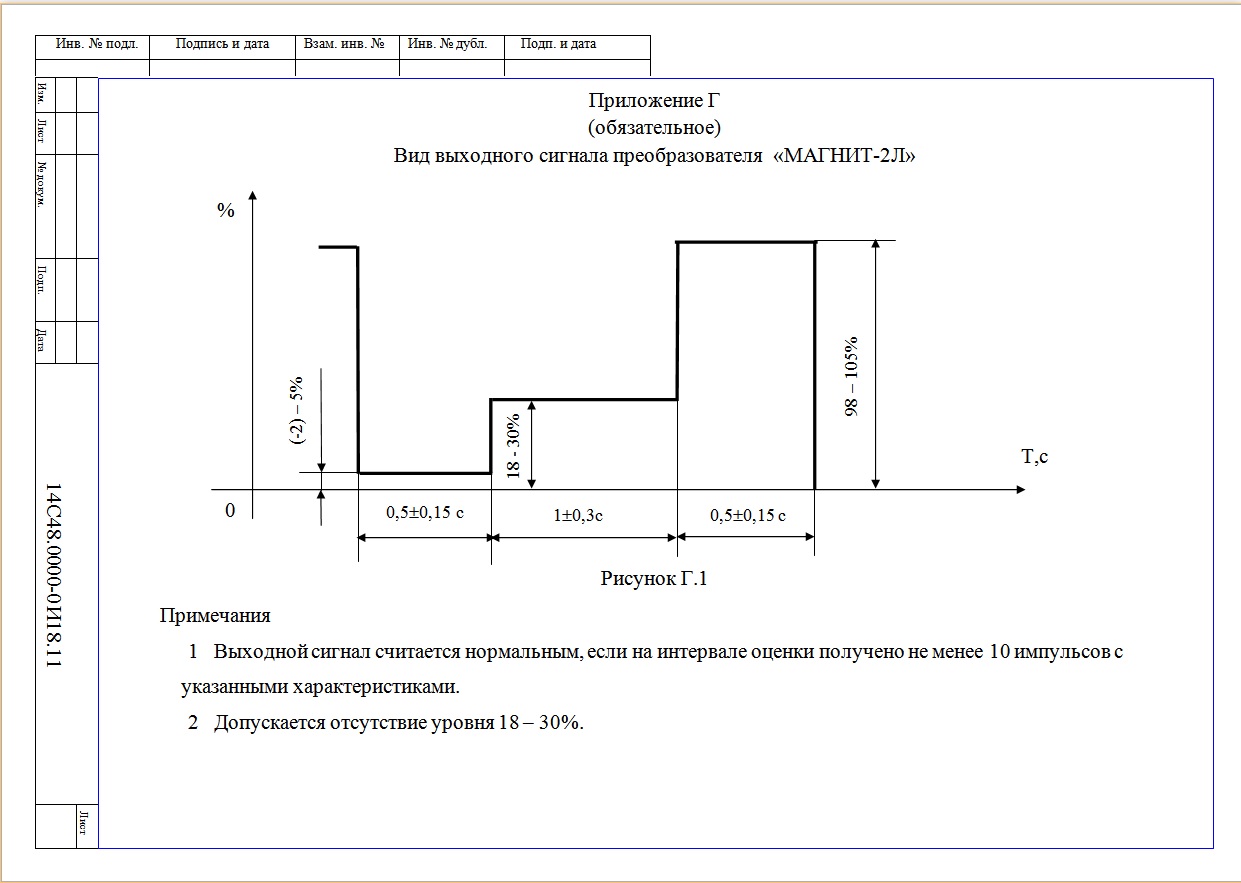 Инв. № подл. Подпись и дата Взам. инв. № Инв. № дубл. Подп. и дата
Изм.
Лист
№ докум.
Подп.
Дата
14С48.0000-0И18.11
Лист
Приложение Г
(обязательное)
Вид выходного сигнала преобразователя «МАГНИТ-2Л»
%
(-2) – 5%
18 - 30%
98 – 105%
Т,с
0
0,5±0,15 с
1±0,3с
0,5±0,15 с
Рисунок Г.1
Примечания
1 Выходной сигнал считается нормальным, если на интервале оценки получено не менее 10 импульсов с
указанными характеристиками.
2 Допускается отсутствие уровня 18 – 30%.